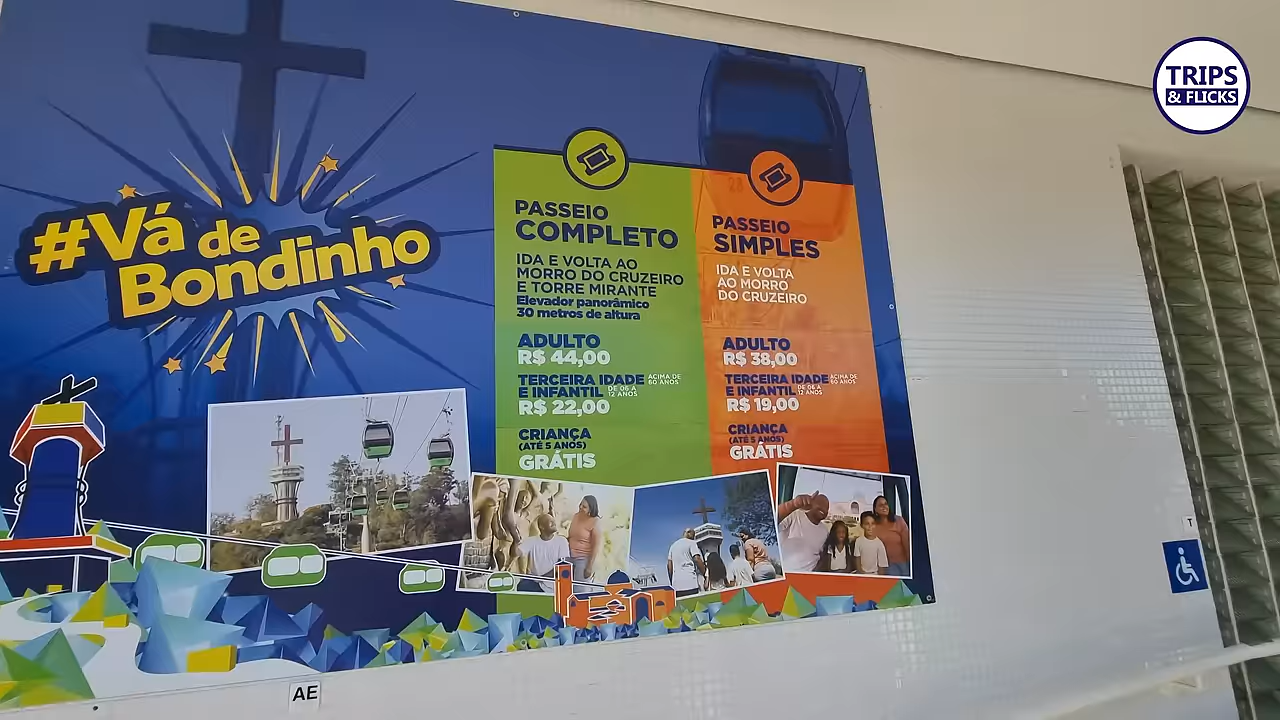 TRIPS
& FLICKS
#Vá de
Bondinho
PASSEIO
COMPLETO
IDA E VOLTA AO
MORRO DO CRUZEIRO
E TORRE MIRANTE
Elevador panorâmico
30 metros de altura
ADULTO
R$ 44,00
TERCEIRA IDADE ACIMA DE 60 ANOS
E INFANTIL DE 06 A 12 ANOS
R$ 22,00
CRIANÇA
(ATÉ 5 ANOS)
GRÁTIS
PASSEIO
SIMPLES
IDA E VOLTA
AO MORRO
DO CRUZEIRO
ADULTO
R$ 38,00
TERCEIRA IDADE ACIMA DE 60 ANOS
E INFANTIL DE 06 A 12 ANOS
R$ 19,00
CRIANÇA
(ATÉ 5 ANOS)
GRÁTIS
T
AE